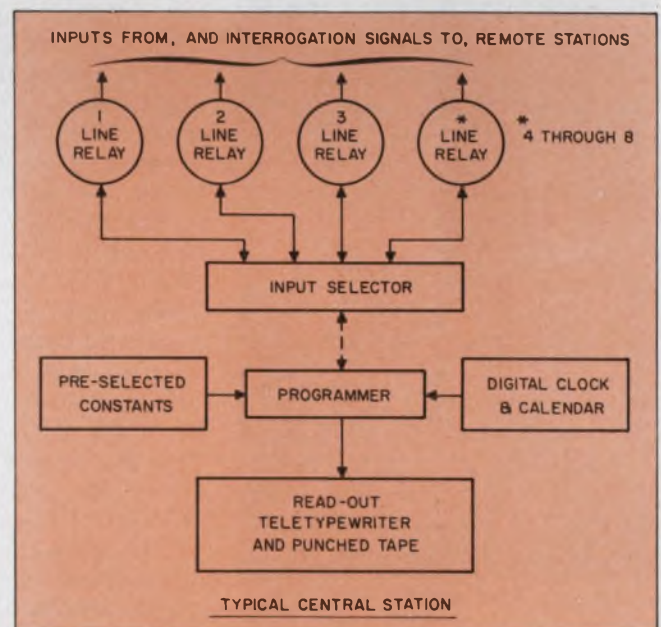 INPUTS FROM, AND INTERROGATION SIGNALS TO, REMOTE STATIONS
1
LINE
RELAY
2
LINE
RELAY
3
LINE
RELAY
*
LINE
RELAY
* 4 THROUGH 8
INPUT SELECTOR
PRE-SELECTED
CONSTANTS
PROGRAMMER
DIGITAL CLOCK
& CALENDAR
READ-OUT
TELETYPEWRITER
AND PUNCHED TAPE
TYPICAL CENTRAL STATION